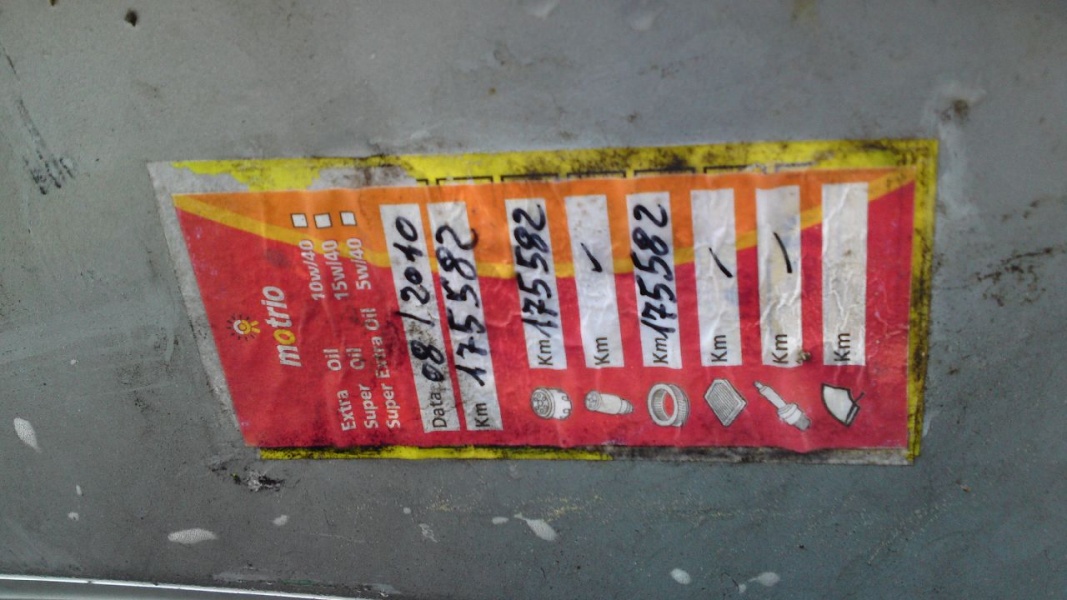 motrio
Extra Oil 10w/40
Super Oil 15w/40
Super Extra Oil 5w/40
Data 08/2010
Km 175582
Km 175582
Km
Km 175582
Km
Km
Km